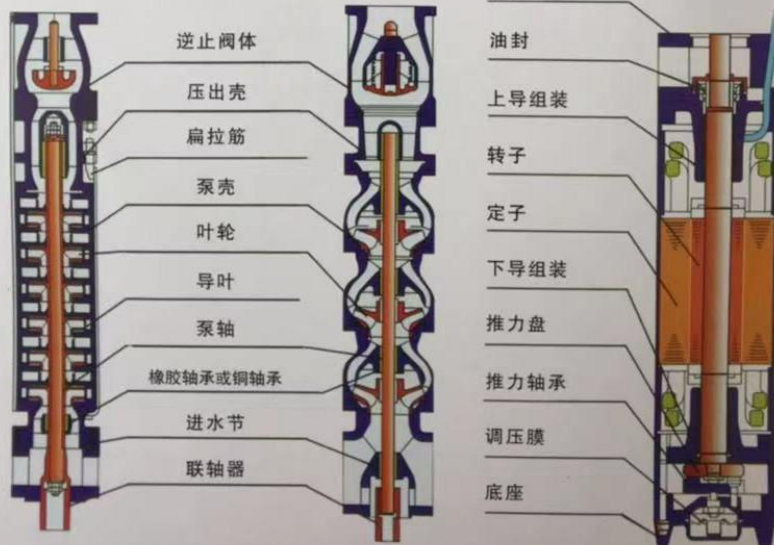 逆止阀体
压出壳
扁拉筋
泵壳
叶轮
导叶
泵轴
橡胶轴承或铜轴承
进水节
联轴器
油封
上导组装
转子
定子
下导组装
推力盘
推力轴承
调压膜
底座